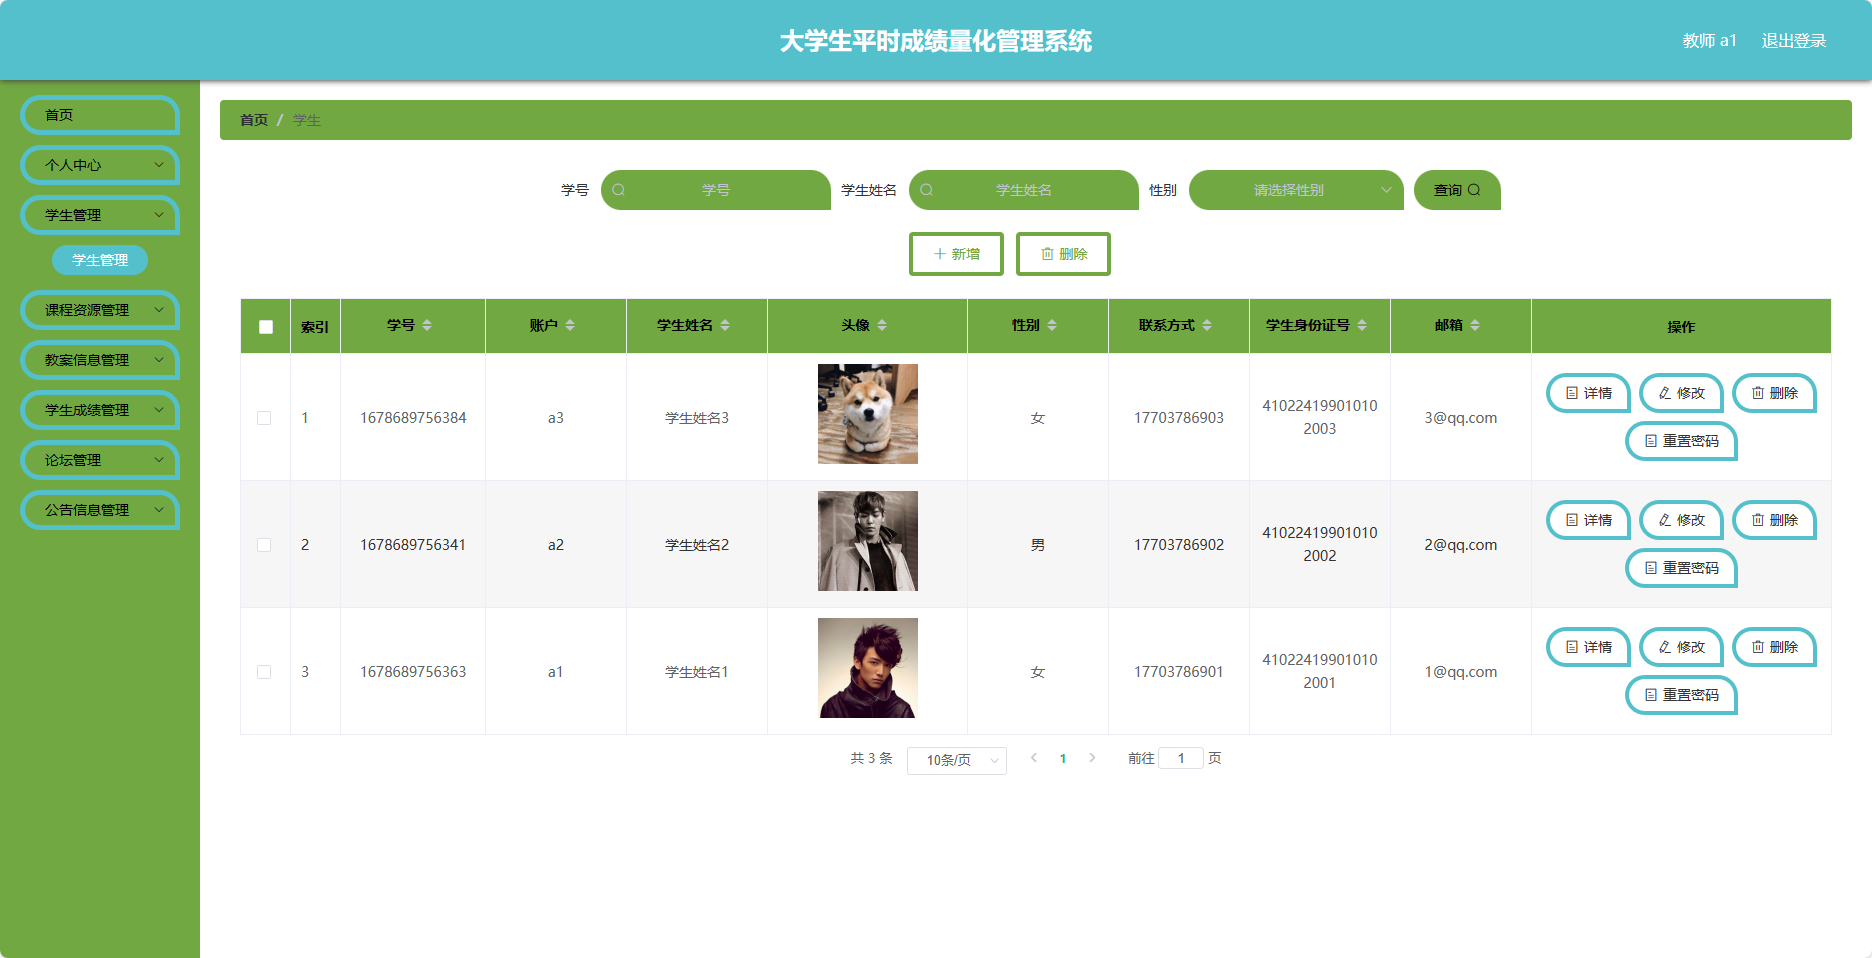 大学生平时成绩量化管理系统
教师 a1 退出登录
首页
个人中心
学生管理
学生管理
课程资源管理
教案信息管理
学生成绩管理
论坛管理
公告信息管理
首页 / 学生
学号 学号 学生姓名 学生姓名 性别 请选择性别 查询
新增 删除
索引 学号 账户 学生姓名 头像 性别 联系方式 学生身份证号 邮箱 操作
1 1678689756384 a3 学生姓名3 女 17703786903 41022419901010 3@qq.com 详情 修改 删除
2003 重置密码
2 1678689756341 a2 学生姓名2 男 17703786902 41022419901010 2@qq.com 详情 修改 删除
2002 重置密码
3 1678689756363 a1 学生姓名1 女 17703786901 41022419901010 1@qq.com 详情 修改 删除
2001 重置密码
共 3 条 10条/页 1 前往 1 页